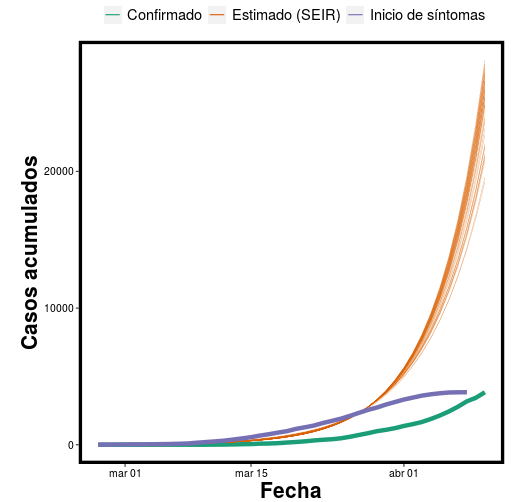 Confirmado Estimado (SEIR) Inicio de síntomas
Casos acumulados
20000
10000
0
mar 01 mar 15 abr 01
Fecha